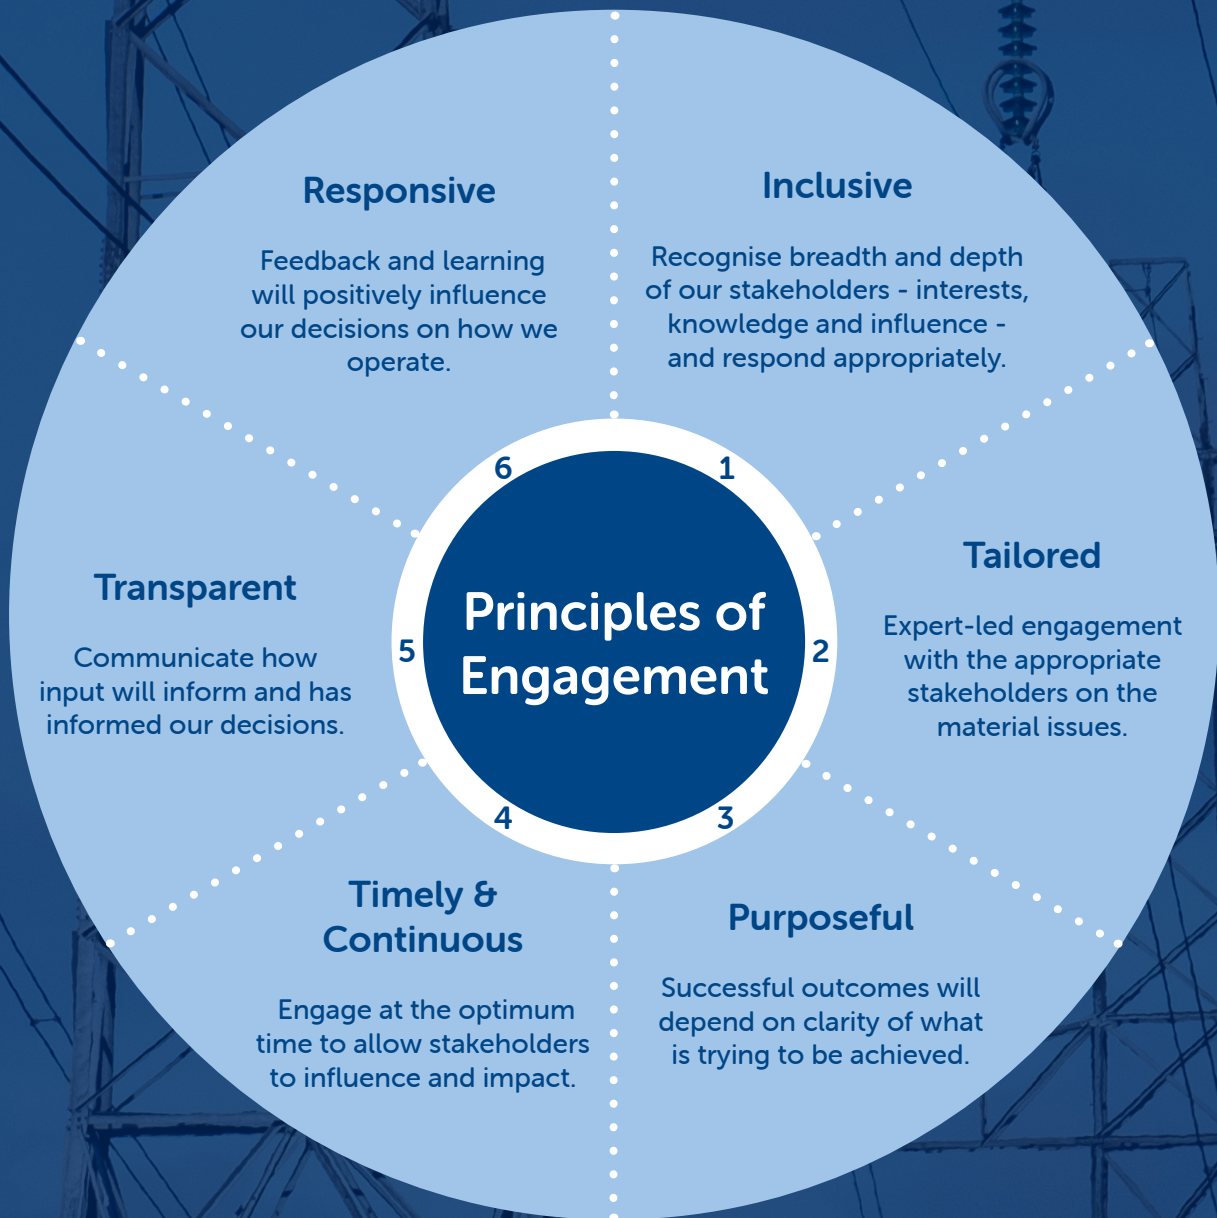 Principles of
Engagement
1
Inclusive
Recognise breadth and depth
of our stakeholders - interests,
knowledge and influence -
and respond appropriately.
2
Tailored
Expert-led engagement
with the appropriate
stakeholders on the
material issues.
3
Purposeful
Successful outcomes will
depend on clarity of what
is trying to be achieved.
4
Timely &
Continuous
Engage at the optimum
time to allow stakeholders
to influence and impact.
5
Transparent
Communicate how
input will inform and has
informed our decisions.
6
Responsive
Feedback and learning
will positively influence
our decisions on how we
operate.